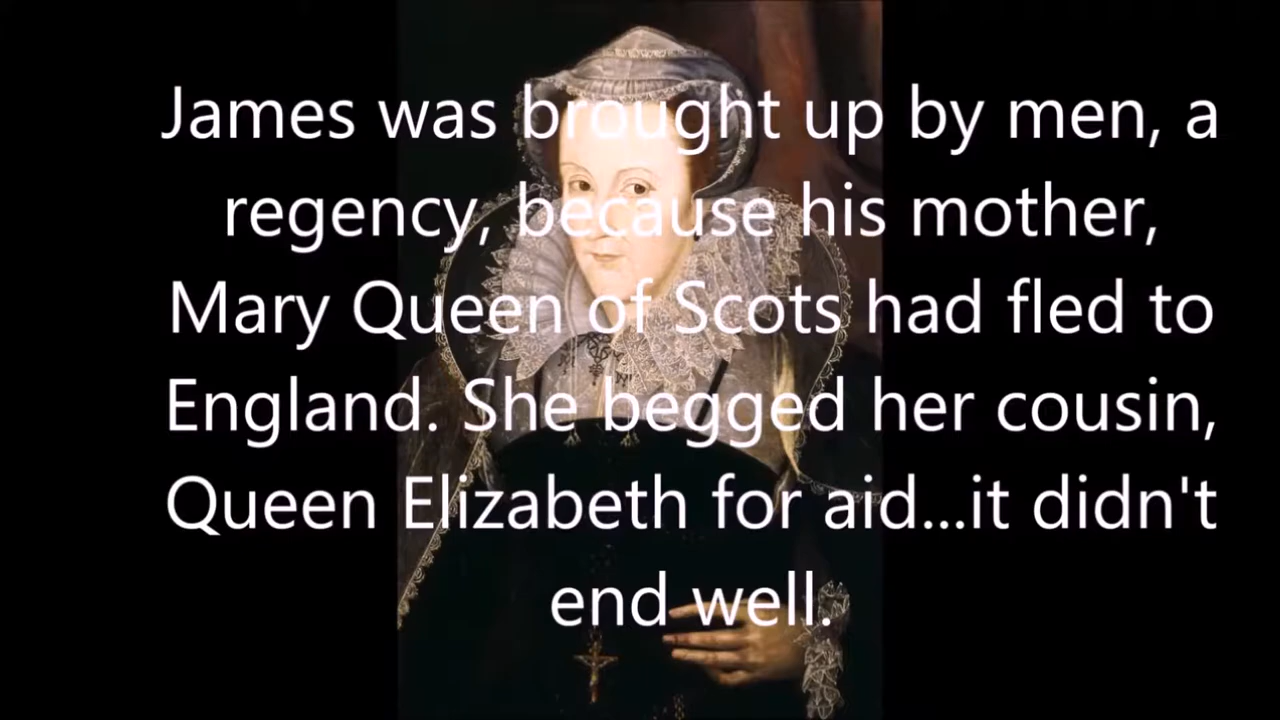 James was brought up by men, a
regency, because his mother,
Mary Queen of Scots had fled to
England. She begged her cousin,
Queen Elizabeth for aid...it didn't
end well.